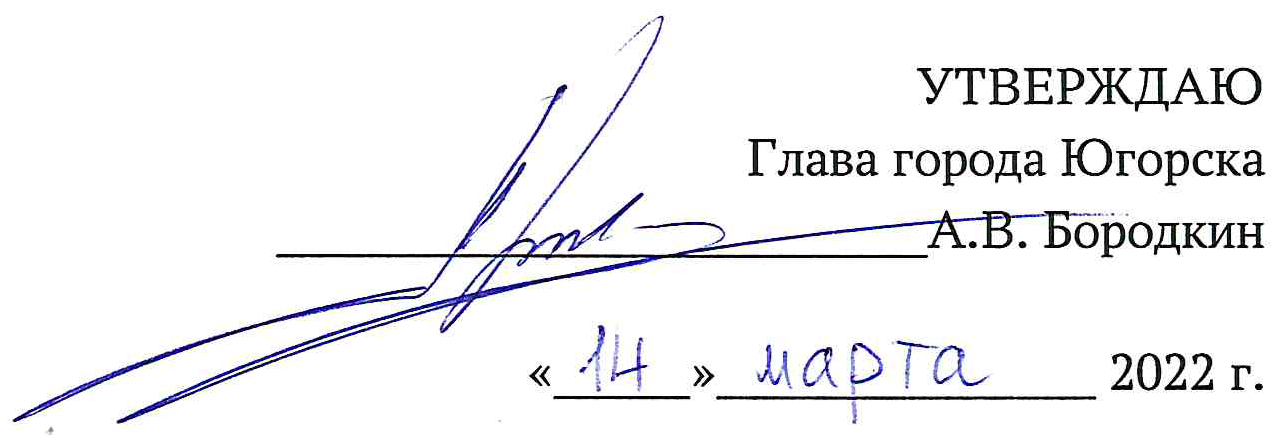 УТВЕРЖДАЮ
Глава города Югорска
А.В. Бородкин
« 14 » марта 2022 г.